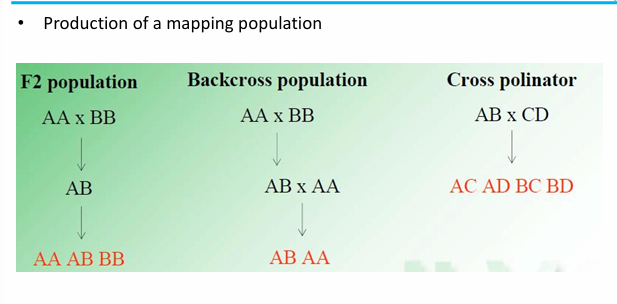 • Production of a mapping population
F2 population
AA x BB
AB
AA AB BB
Backcross population
AA x BB
AB x AA
AB AA
Cross polinator
AB x CD
AC AD BC BD